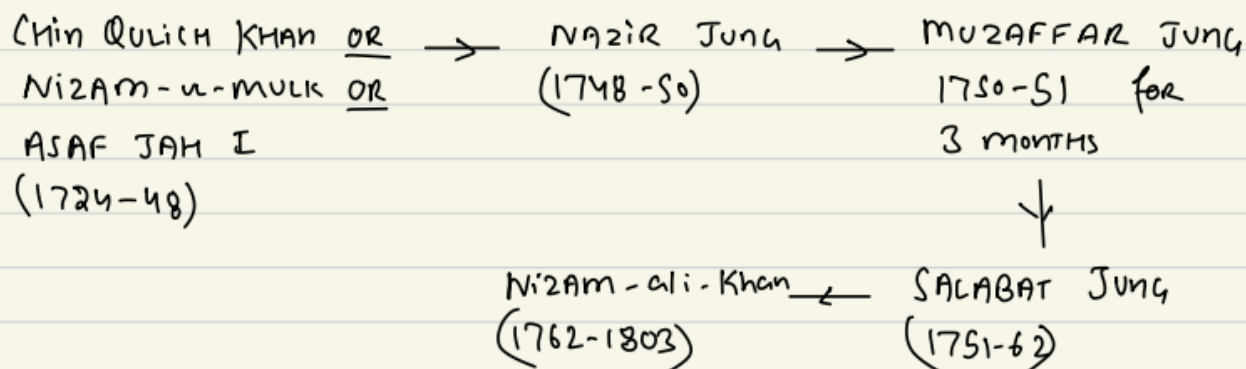 CHin QULICH KHAN OR → NAZIR JUNG → MUZAFFAR JUNG
NIZAM-u-MULK OR (1748-50) 1750-51 for
ASAF JAH I 3 MONTHS
(1724-48)
↓
NIZAM-ali-Khan ← SALABAT JUNG
(1762-1803) (1751-62)